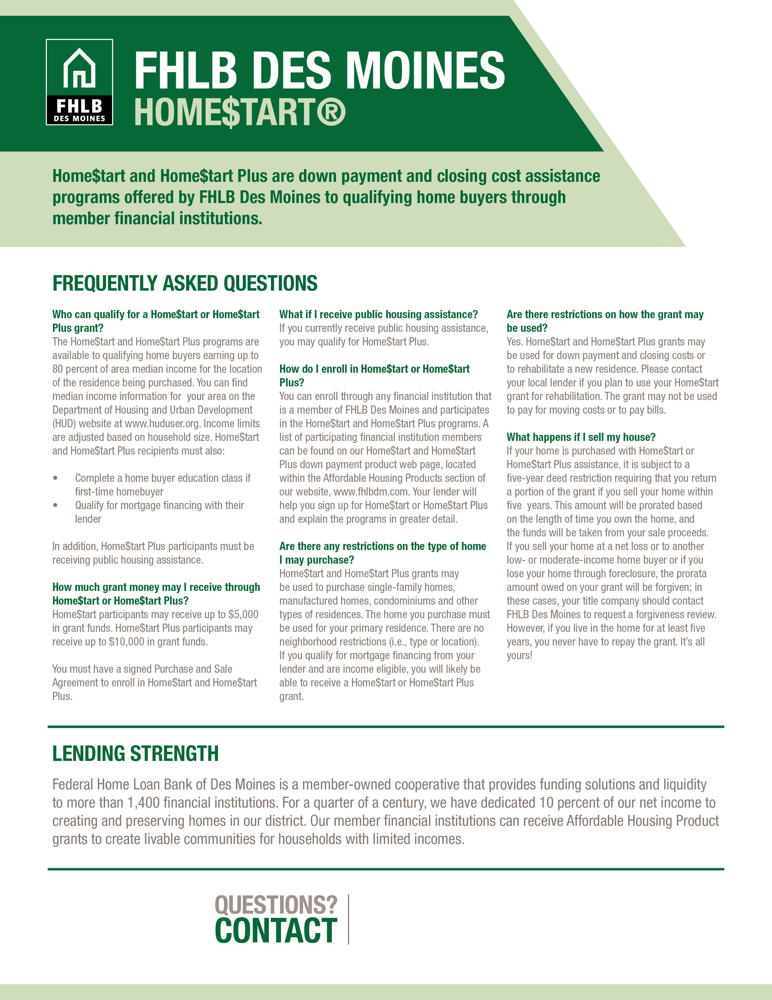 FHLB
DES MOINES
FHLB DES MOINES
HOME$TART®
Home$tart and Home$tart Plus are down payment and closing cost assistance
programs offered by FHLB Des Moines to qualifying home buyers through
member financial institutions.
FREQUENTLY ASKED QUESTIONS
Who can qualify for a Home$tart or Home$tart
Plus grant?
The Home$tart and Home$tart Plus programs are
available to qualifying home buyers earning up to
80 percent of area median income for the location
of the residence being purchased. You can find
median income information for  your area on the
Department of Housing and Urban Development
(HUD) website at www.huduser.org. Income limits
are adjusted based on household size. Home$tart
and Home$tart Plus recipients must also:
• Complete a home buyer education class if
first-time homebuyer
• Qualify for mortgage financing with their
lender
In addition, Home$tart Plus participants must be
receiving public housing assistance.
How much grant money may I receive through
Home$tart or Home$tart Plus?
Home$tart participants may receive up to $5,000
in grant funds. Home$tart Plus participants may
receive up to $10,000 in grant funds.
You must have a signed Purchase and Sale
Agreement to enroll in Home$tart and Home$tart
Plus.
What if I receive public housing assistance?
If you currently receive public housing assistance,
you may qualify for Home$tart Plus.
How do I enroll in Home$tart or Home$tart
Plus?
You can enroll through any financial institution that
is a member of FHLB Des Moines and participates
in the Home$tart and Home$tart Plus programs. A
list of participating financial institution members
can be found on our Home$tart and Home$tart
Plus down payment product web page, located
within the Affordable Housing Products section of
our website, www.fhlbdm.com. Your lender will
help you sign up for Home$tart or Home$tart Plus
and explain the programs in greater detail.
Are there any restrictions on the type of home
I may purchase?
Home$tart and Home$tart Plus grants may
be used to purchase single-family homes,
manufactured homes, condominiums and other
types of residences. The home you purchase must
be used for your primary residence. There are no
neighborhood restrictions (i.e., type or location).
If you qualify for mortgage financing from your
lender and are income eligible, you will likely be
able to receive a Home$tart or Home$tart Plus
grant.
Are there restrictions on how the grant may
be used?
Yes. Home$tart and Home$tart Plus grants may
be used for down payment and closing costs or
to rehabilitate a new residence. Please contact
your local lender if you plan to use your Home$tart
grant for rehabilitation. The grant may not be used
to pay for moving costs or to pay bills.
What happens if I sell my house?
If your home is purchased with Home$tart or
Home$tart Plus assistance, it is subject to a
five-year deed restriction requiring that you return
a portion of the grant if you sell your home within
five  years. This amount will be prorated based
on the length of time you own the home, and
the funds will be taken from your sale proceeds.
If you sell your home at a net loss or to another
low- or moderate-income home buyer or if you
lose your home through foreclosure, the prorata
amount owed on your grant will be forgiven; in
these cases, your title company should contact
FHLB Des Moines to request a forgiveness review.
However, if you live in the home for at least five
years, you never have to repay the grant. It’s all
yours!
LENDING STRENGTH
Federal Home Loan Bank of Des Moines is a member-owned cooperative that provides funding solutions and liquidity
to more than 1,400 financial institutions. For a quarter of a century, we have dedicated 10 percent of our net income to
creating and preserving homes in our district. Our member financial institutions can receive Affordable Housing Product
grants to create livable communities for households with limited incomes.
QUESTIONS?
CONTACT